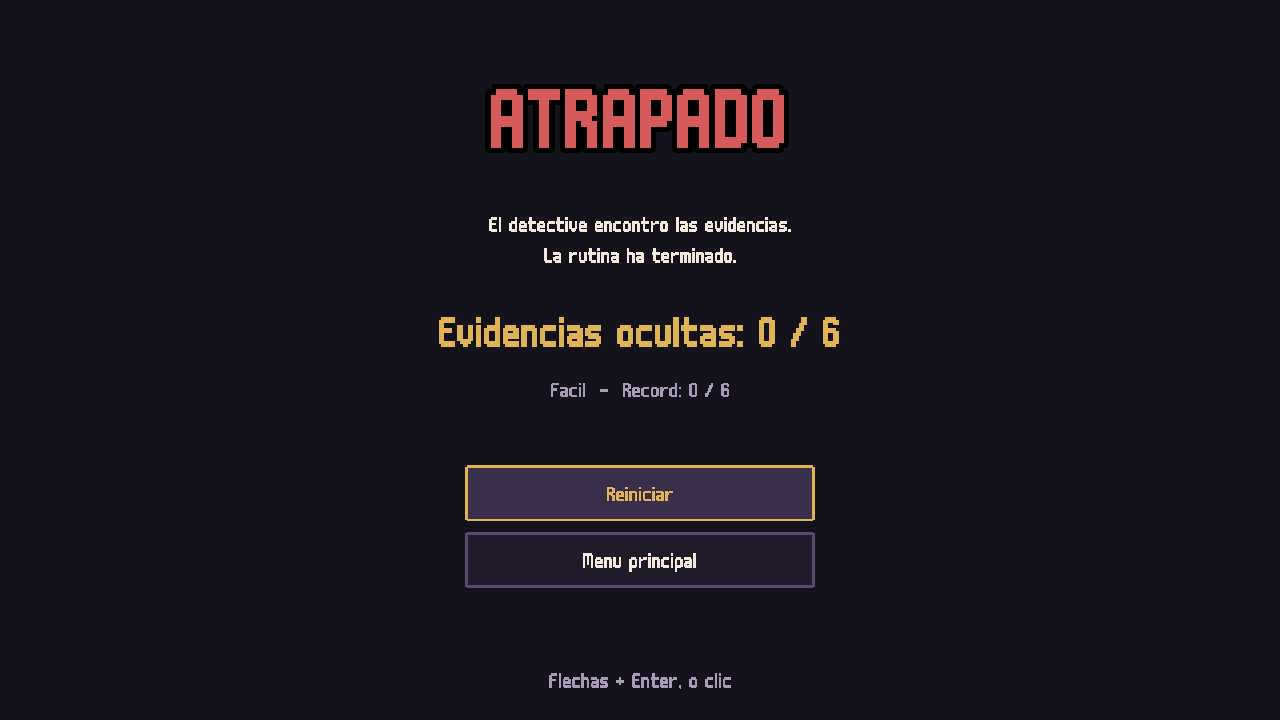 ATRAPADO
El detective encontro las evidencias.
La rutina ha terminado.
Evidencias ocultas: 0 / 6
Facil - Record: 0 / 6
Reiniciar
Menu principal
Flechas + Enter, o clic